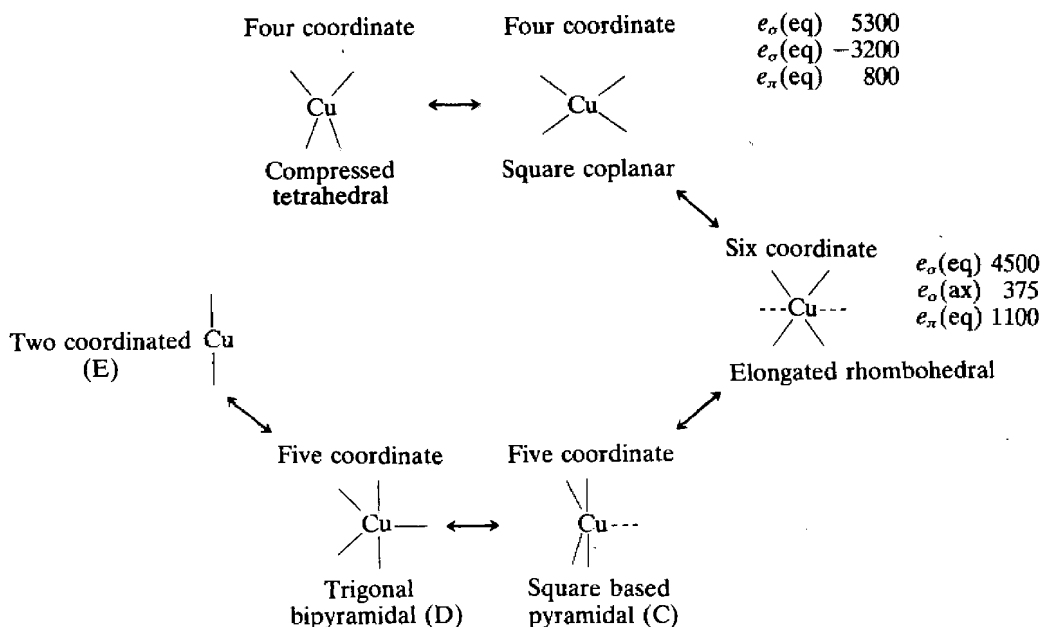 Four coordinate
Four coordinate
eσ(eq) 5300
eσ(eq) −3200
eπ(eq) 800
Cu
Cu
Compressed
tetrahedral
Square coplanar
Six coordinate
Cu
eσ(eq) 4500
eσ(ax) 375
eπ(eq) 1100
Elongated rhombohedral
Two coordinated Cu
(E)
Five coordinate
Five coordinate
Cu
Cu
Trigonal
bipyramidal (D)
Square based
pyramidal (C)